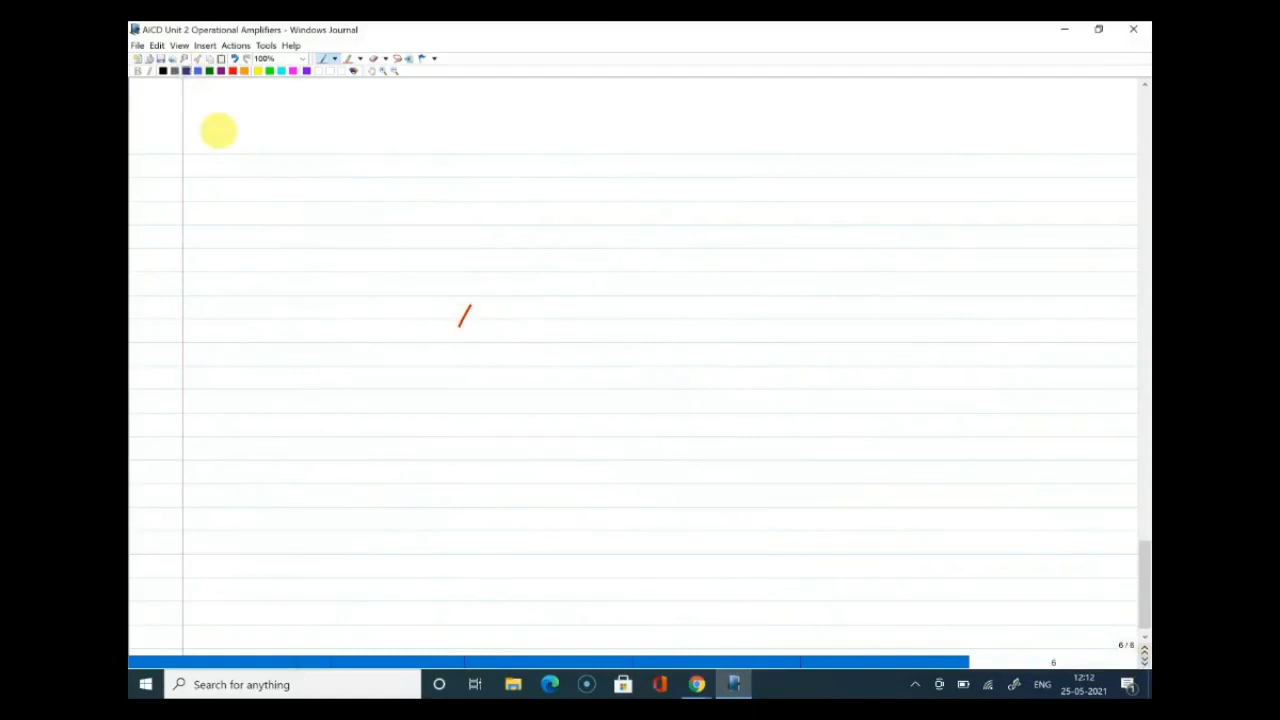 AICD Unit 2 Operational Amplifiers - Windows Journal
File Edit View Insert Actions Tools Help
100%
B I
6 / 6
6
Search for anything
ENG
12:12
25-05-2021
1